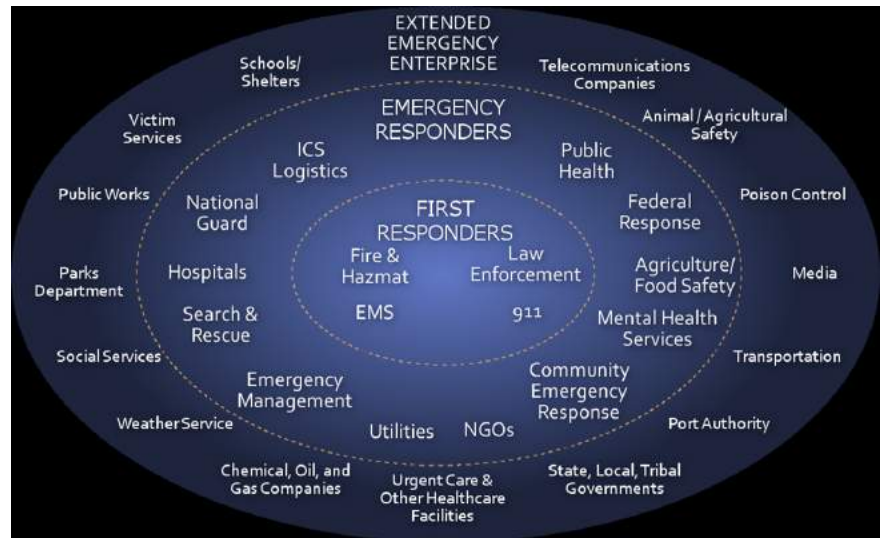 EXTENDED
EMERGENCY
ENTERPRISE
Schools/
Shelters
Telecommunications
Companies
Victim
Services
Animal / Agricultural
Safety
Public Works
Poison Control
Parks
Department
Media
Social Services
Transportation
Weather Service
Port Authority
Chemical, Oil, and
Gas Companies
Urgent Care &
Other Healthcare
Facilities
State, Local, Tribal
Governments
EMERGENCY
RESPONDERS
ICS
Logistics
Public
Health
National
Guard
Federal
Response
Hospitals
Agriculture/
Food Safety
Search &
Rescue
Mental Health
Services
Emergency
Management
Community
Emergency
Response
Utilities
NGOs
FIRST
RESPONDERS
Fire &
Hazmat
Law
Enforcement
EMS
911